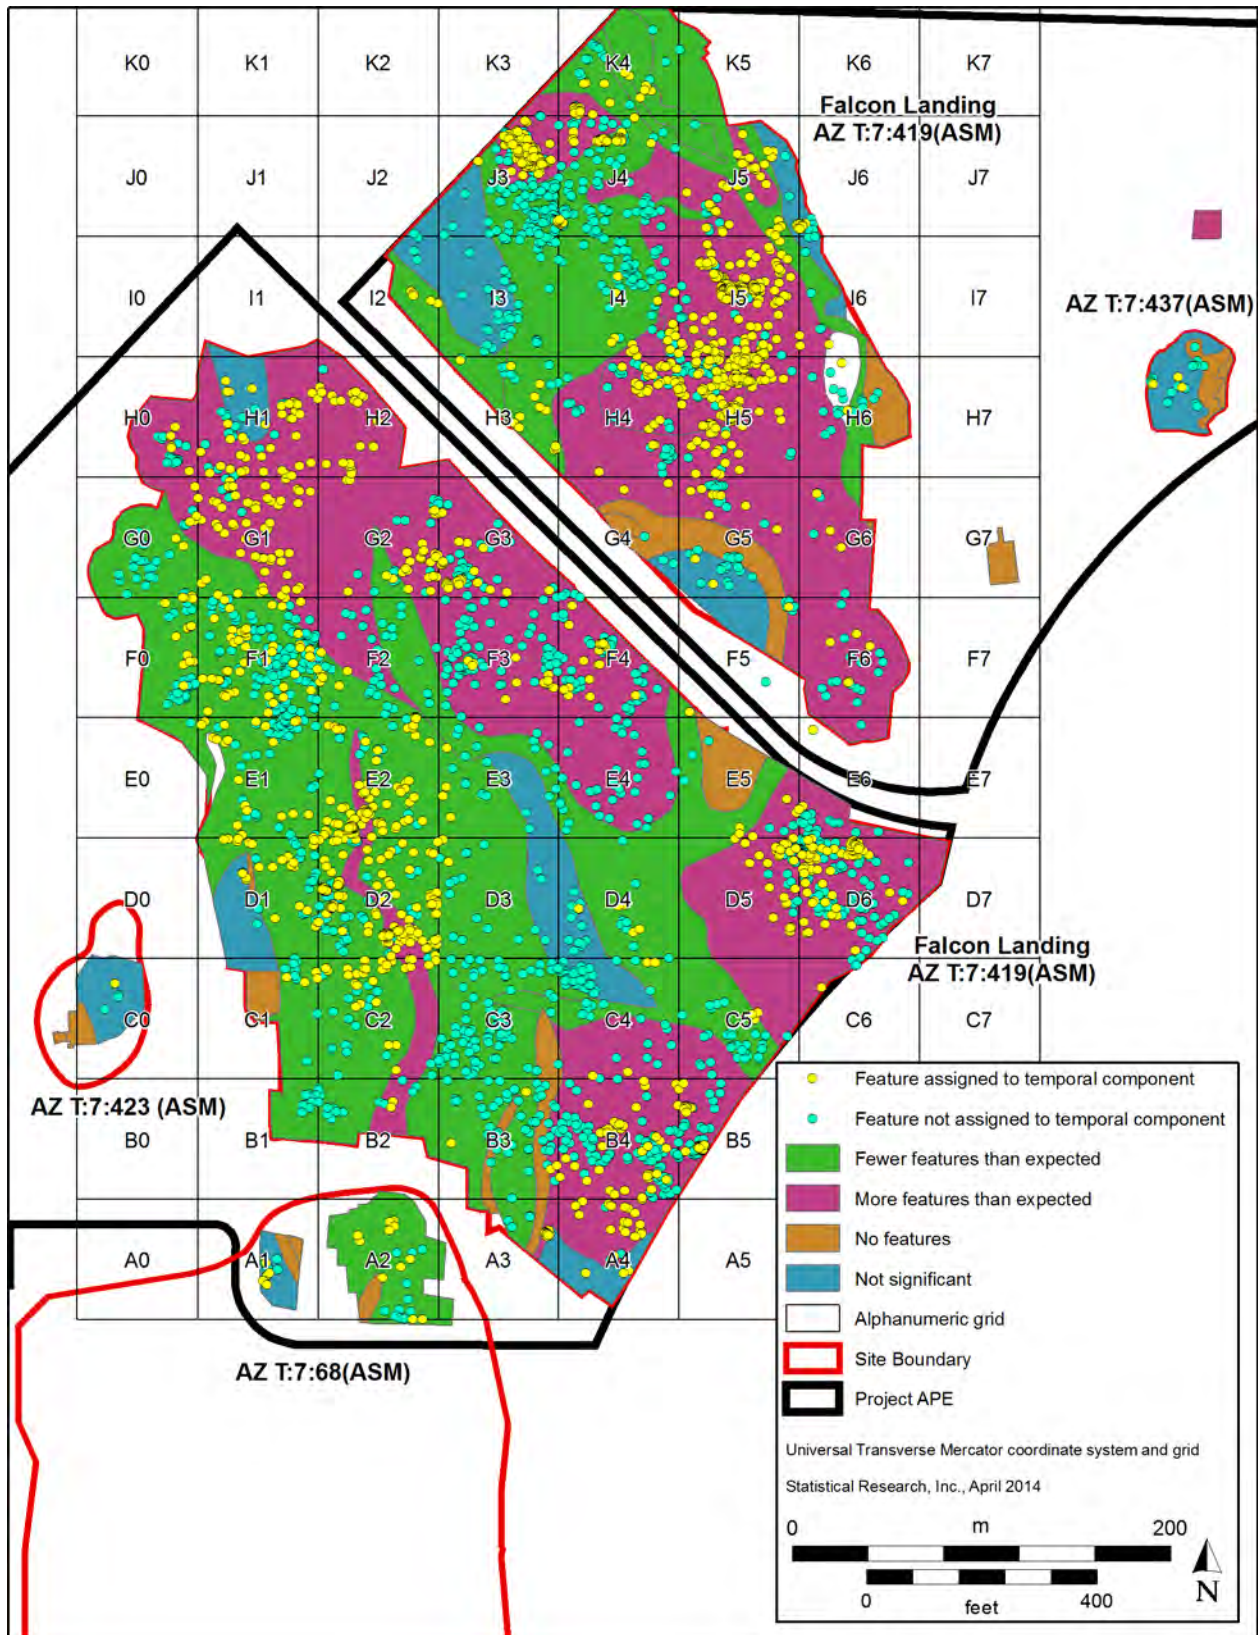 K0 K1 K2 K3 K4 K5 K6 K7
Falcon Landing
AZ T:7:419(ASM)
J0 J1 J2 J3 J4 J5 J6 J7
I0 I1 I2 I3 I4 I5 I6 I7
AZ T:7:437(ASM)
H0 H1 H2 H3 H4 H5 H6 H7
G0 G1 G2 G3 G4 G5 G6 G7
F0 F1 F2 F3 F4 F5 F6 F7
E0 E1 E2 E3 E4 E5 E6 E7
D0 D1 D2 D3 D4 D5 D6 D7
Falcon Landing
AZ T:7:419(ASM)
C0 C1 C2 C3 C4 C5 C6 C7
AZ T:7:423 (ASM)
B0 B1 B2 B3 B4 B5
A0 A1 A2 A3 A4 A5
AZ T:7:68(ASM)
Feature assigned to temporal component
Feature not assigned to temporal component
Fewer features than expected
More features than expected
No features
Not significant
Alphanumeric grid
Site Boundary
Project APE
Universal Transverse Mercator coordinate system and grid
Statistical Research, Inc., April 2014
0 m 200
0 feet 400
N